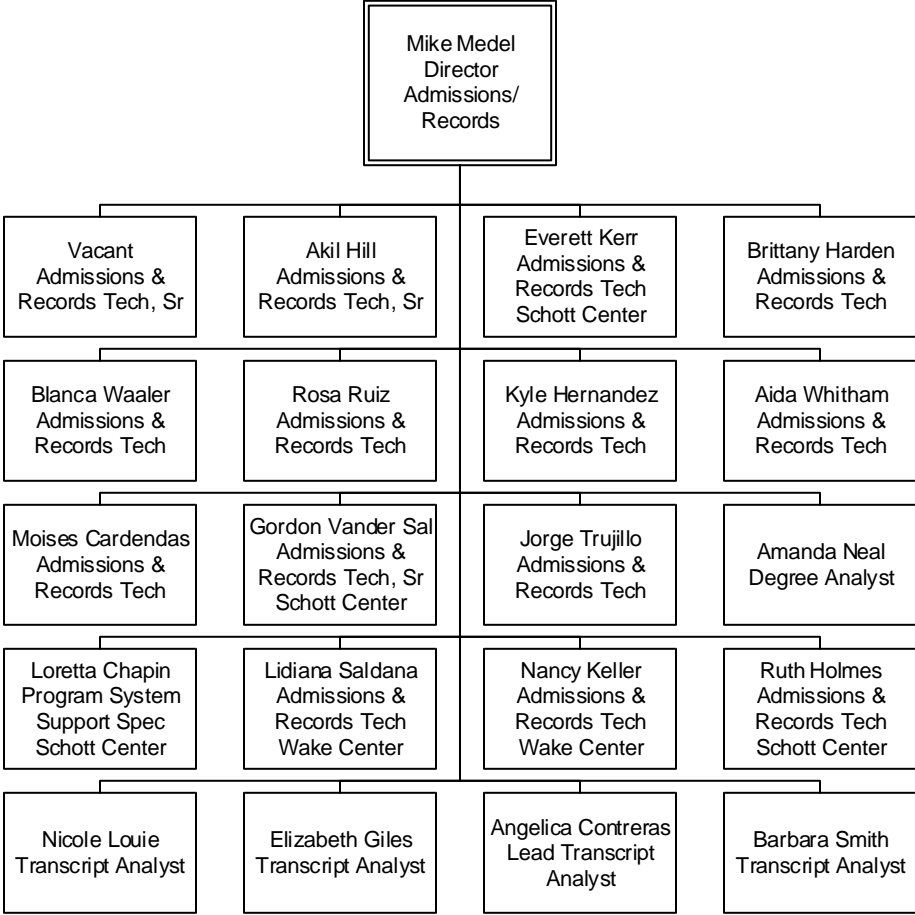 Mike Medel
Director
Admissions/
Records
Vacant
Admissions &
Records Tech, Sr
Akil Hill
Admissions &
Records Tech, Sr
Everett Kerr
Admissions &
Records Tech
Schott Center
Brittany Harden
Admissions &
Records Tech
Blanca Waaler
Admissions &
Records Tech
Rosa Ruiz
Admissions &
Records Tech
Kyle Hernandez
Admissions &
Records Tech
Aida Whitham
Admissions &
Records Tech
Moises Cardendas
Admissions &
Records Tech
Gordon Vander Sal
Admissions &
Records Tech, Sr
Schott Center
Jorge Trujillo
Admissions &
Records Tech
Amanda Neal
Degree Analyst
Loretta Chapin
Program System
Support Spec
Schott Center
Lidiana Saldana
Admissions &
Records Tech
Wake Center
Nancy Keller
Admissions &
Records Tech
Wake Center
Ruth Holmes
Admissions &
Records Tech
Schott Center
Nicole Louie
Transcript Analyst
Elizabeth Giles
Transcript Analyst
Angelica Contreras
Lead Transcript
Analyst
Barbara Smith
Transcript Analyst